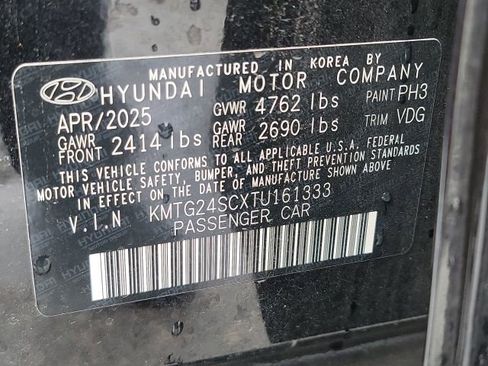 MANUFACTURED IN KOREA BY
HYUNDAI MOTOR COMPANY
APR/2025 GVWR 4762 lbs PAINT PH3
GAWR FRONT 2414 lbs GAWR REAR 2690 lbs TRIM VDG
THIS VEHICLE CONFORMS TO ALL APPLICABLE U.S.A. FEDERAL
MOTOR VEHICLE SAFETY, BUMPER, AND THEFT PREVENTION STANDARDS
IN EFFECT ON THE DATE OF MANUFACTURE SHOWN ABOVE.
V.I.N KMTG24SCXTU161333
PASSENGER CAR